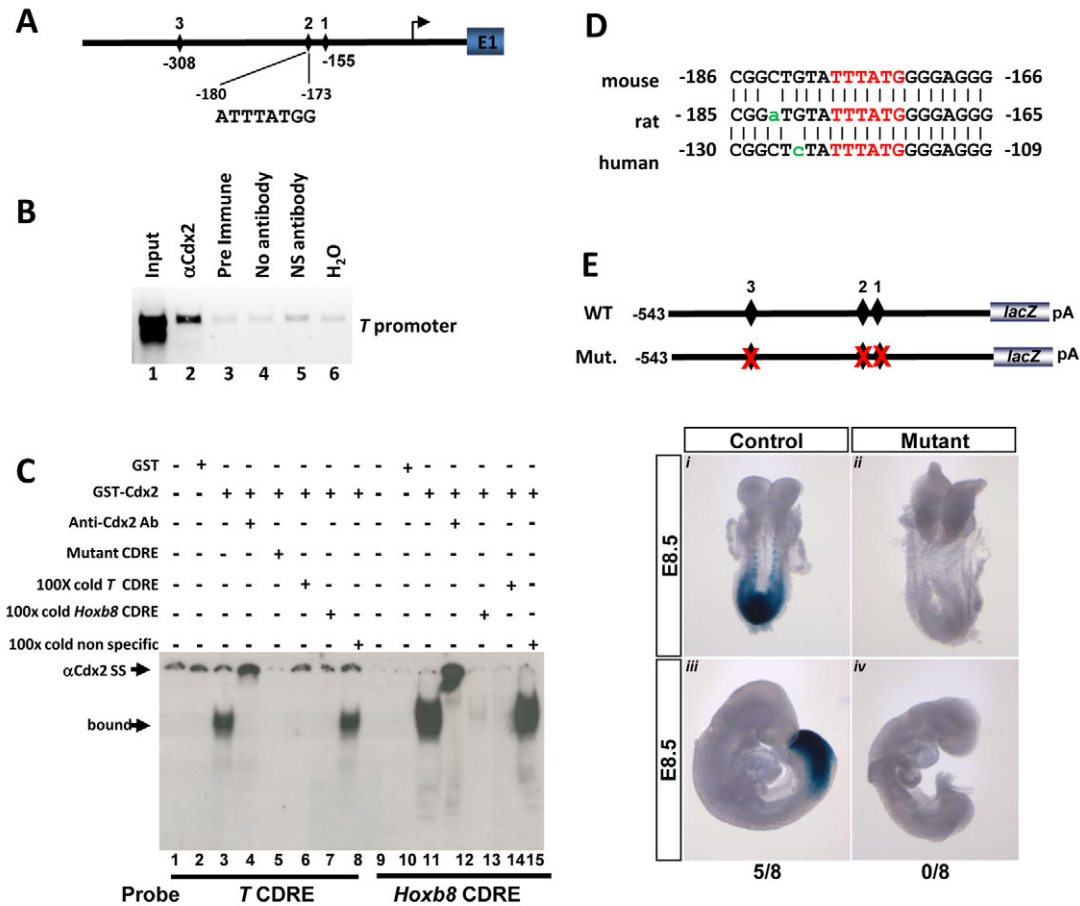 A
3 2 1
E1
-308 -155
-180 -173
ATTTATGG
B
Input
αCdx2
Pre Immune
No antibody
NS antibody
H2O
T promoter
1 2 3 4 5 6
C
GST - + - - - - - - - + - - - - -
GST-Cdx2 - - + + + + + + - - + + + + +
Anti-Cdx2 Ab - - - + - - - - - - - + - - -
Mutant CDRE - - - - + - - - - - - - - - -
100X cold T CDRE - - - - - + - - - - - - - + -
100x cold Hoxb8 CDRE - - - - - - + - - - - - + - -
100x cold non specific - - - - - - - + - - - - - - +
αCdx2 SS
bound
1 2 3 4 5 6 7 8 9 10 11 12 13 14 15
Probe T CDRE Hoxb8 CDRE
D
mouse -186 CGGCTGTATTTATGGGGAGGG -166
rat - 185 CGGaTGTATTTATGGGGAGGG -165
human -130 CGGCTcTATTTATGGGGAGGG -109
E
3 2 1
WT -543 lacZ pA
Mut. -543 lacZ pA
Control Mutant
E8.5 i ii
E8.5 iii iv
5/8 0/8